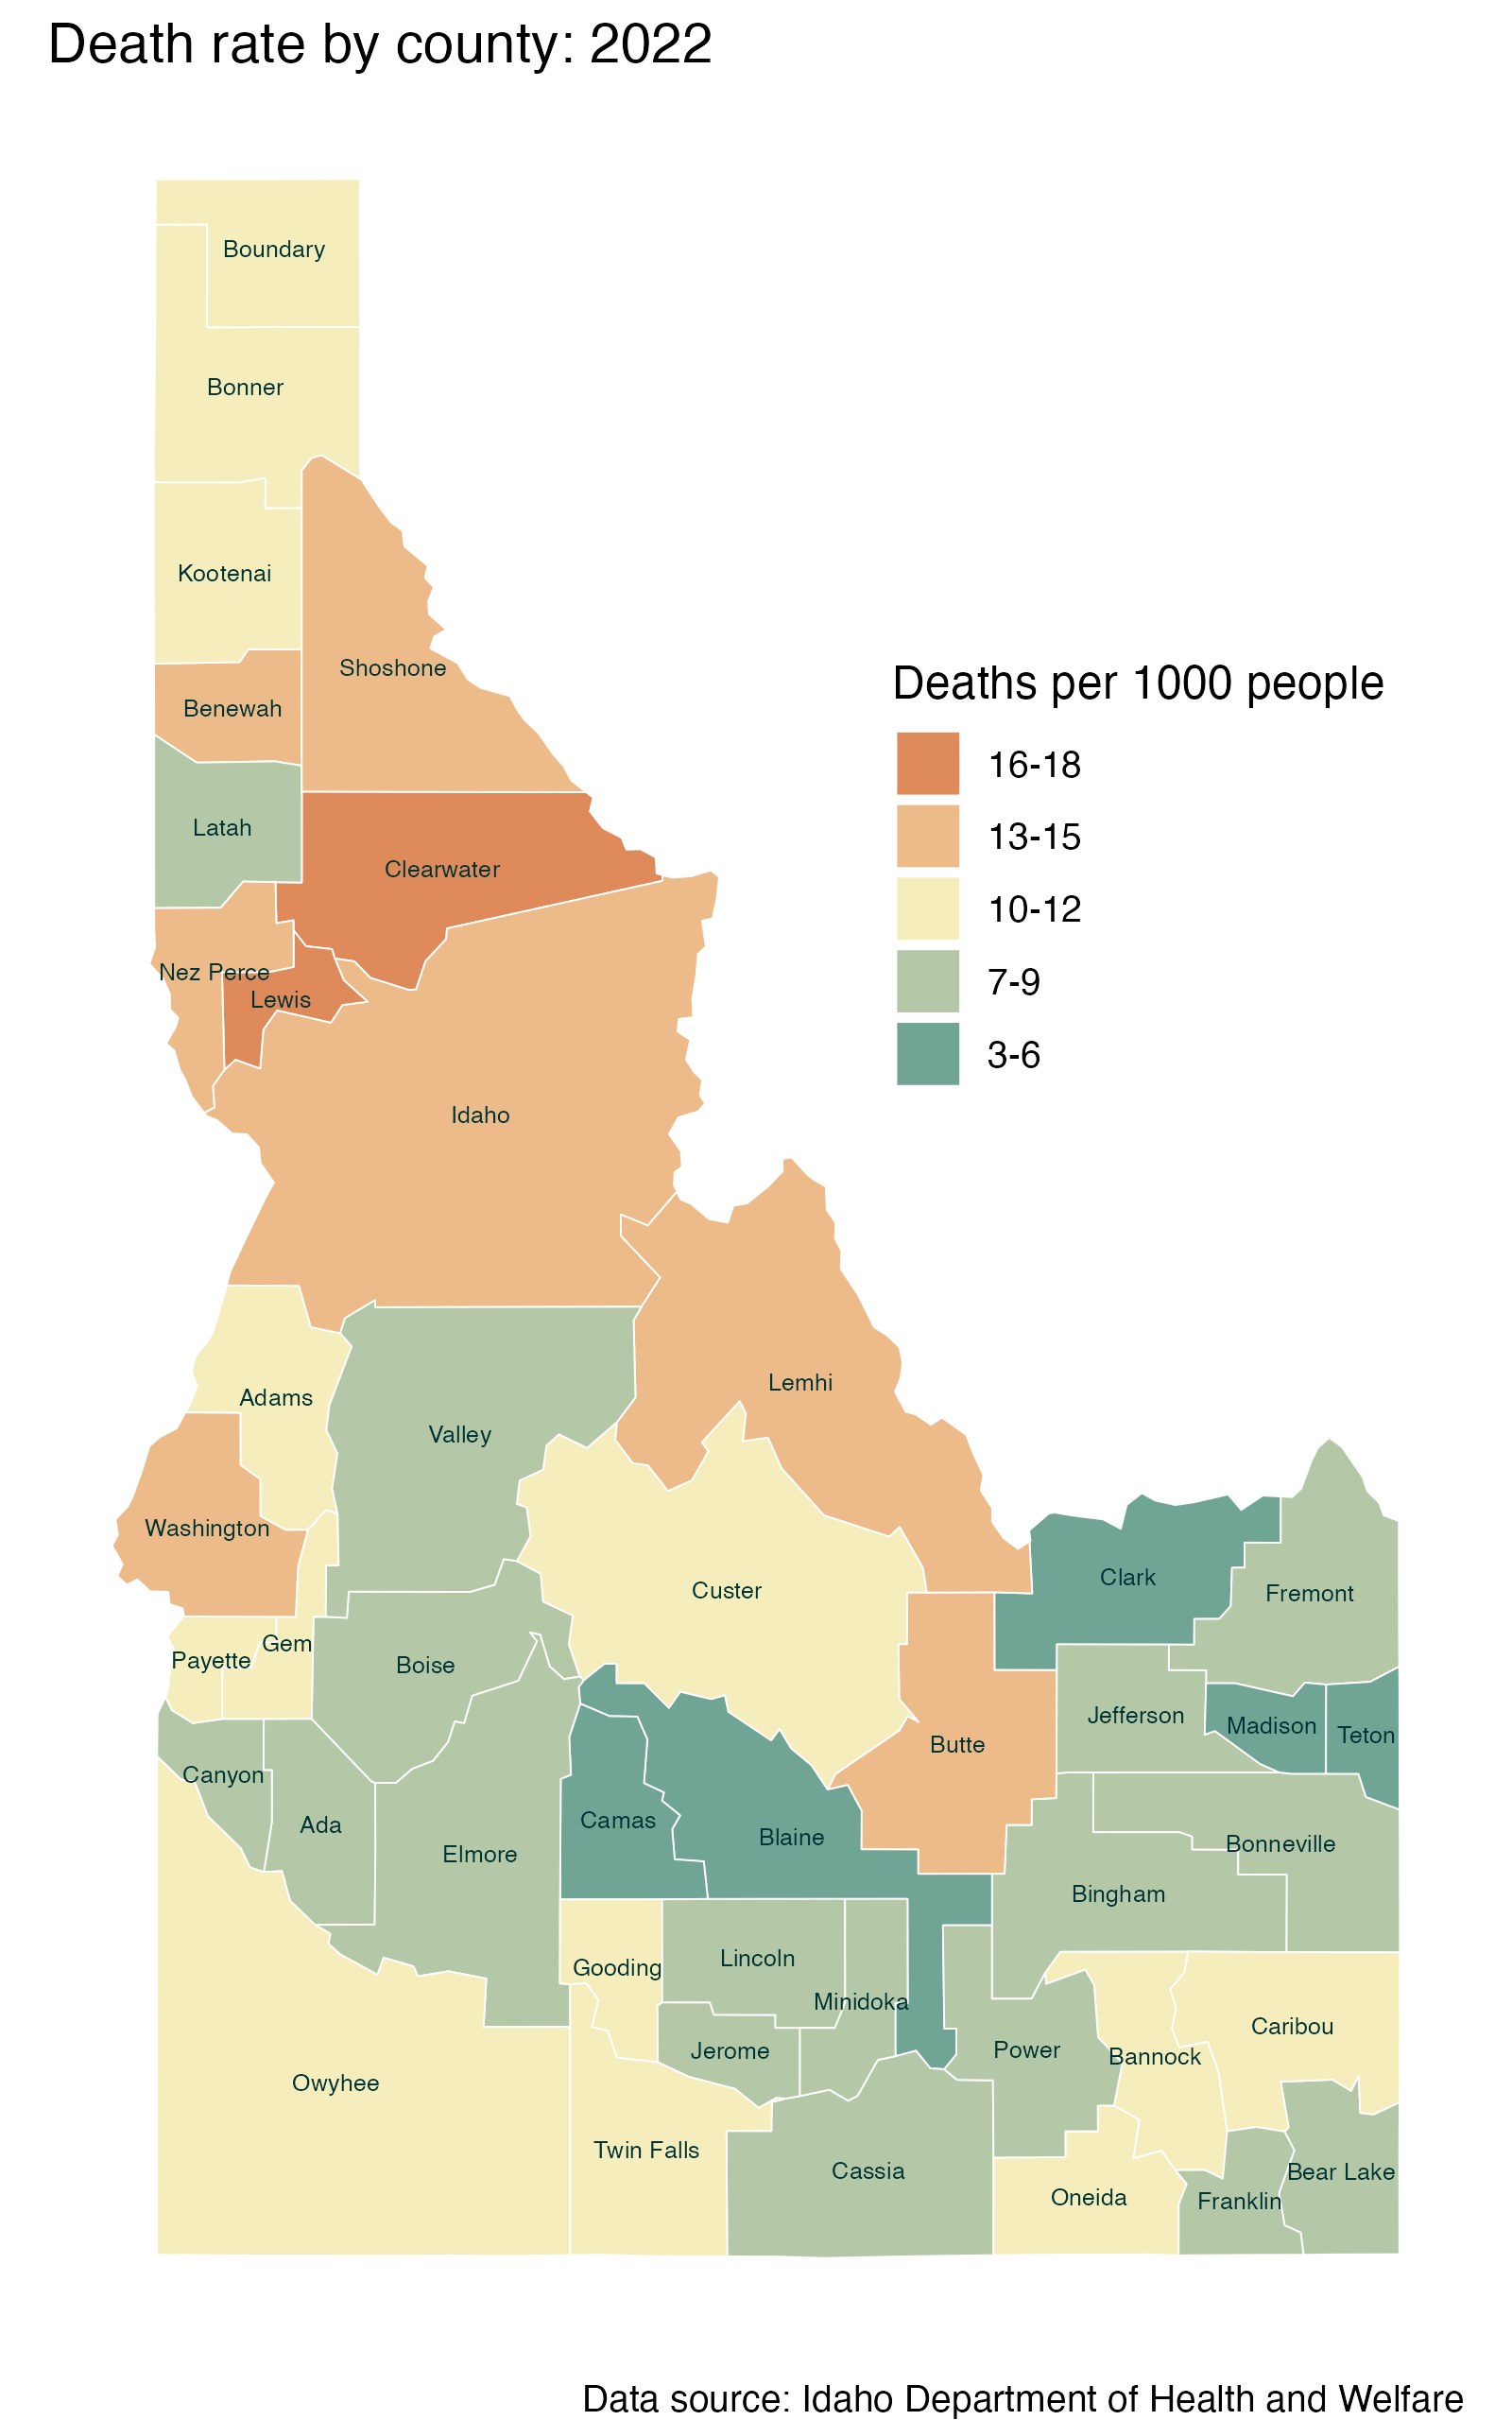 Death rate by county: 2022
Boundary
Bonner
Kootenai
Shoshone
Deaths per 1000 people
Benewah
16-18
Latah
13-15
Clearwater
10-12
Nez Perce
7-9
Lewis
3-6
Idaho
Lemhi
Adams
Valley
Washington
Clark
Custer
Fremont
Gem
Payette
Boise
Jefferson
Madison
Teton
Butte
Canyon
Camas
Ada
Blaine
Bonneville
Elmore
Bingham
Lincoln
Gooding
Minidoka
Caribou
Jerome
Power
Bannock
Owyhee
Twin Falls
Cassia
Bear Lake
Oneida
Franklin
Data source: Idaho Department of Health and Welfare